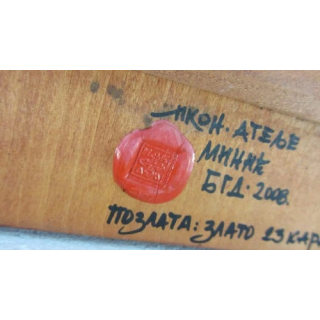 ИКОН. АТЕЉЕ
МИНИЋ
БГД. 2008.
ПОЗЛАТА: ЗЛАТО 23 КАР